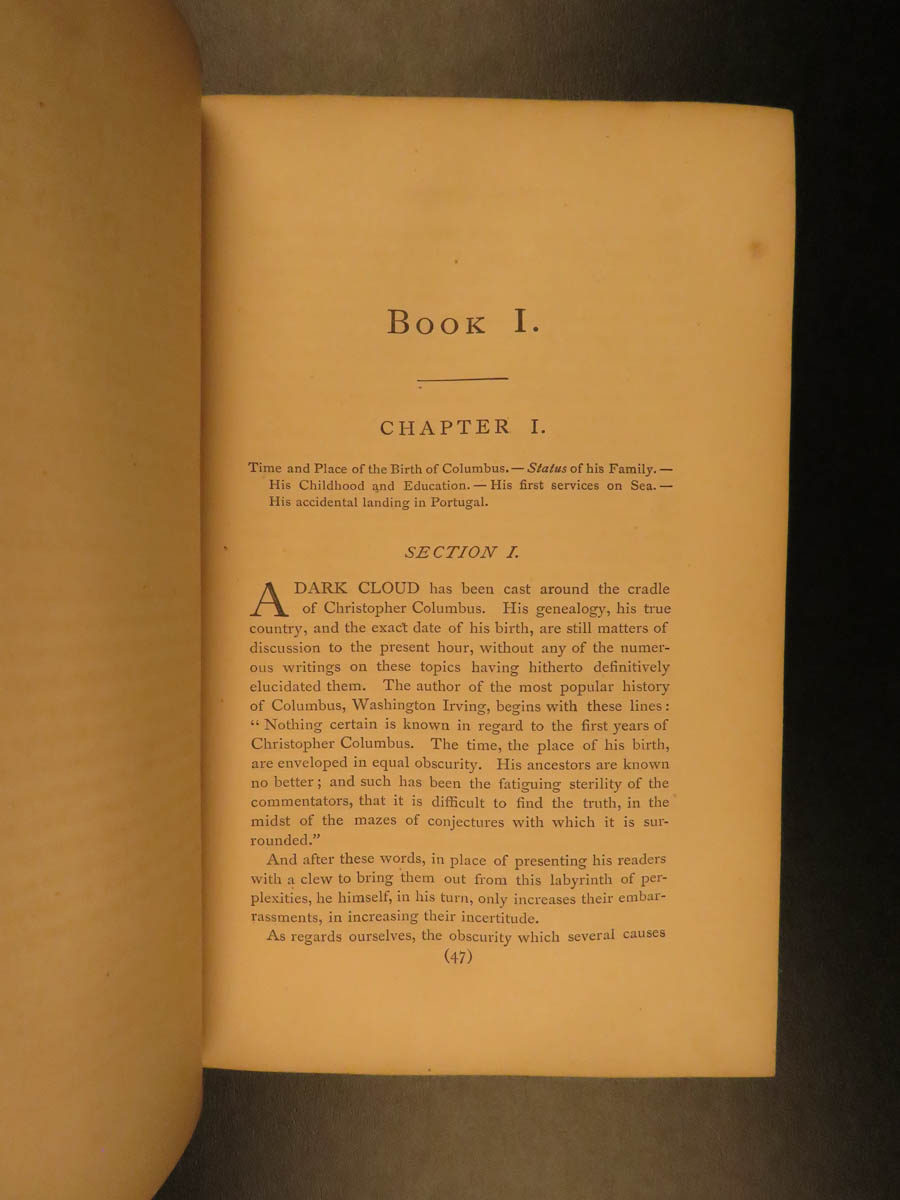 Book I.
CHAPTER I.
Time and Place of the Birth of Columbus. — Status of his Family. —
His Childhood and Education. — His first services on Sea. —
His accidental landing in Portugal.
SECTION I.
A DARK CLOUD has been cast around the cradle
of Christopher Columbus. His genealogy, his true
country, and the exact date of his birth, are still matters of
discussion to the present hour, without any of the numer-
ous writings on these topics having hitherto definitively
elucidated them. The author of the most popular history
of Columbus, Washington Irving, begins with these lines:
“ Nothing certain is known in regard to the first years of
Christopher Columbus. The time, the place of his birth,
are enveloped in equal obscurity. His ancestors are known
no better; and such has been the fatiguing sterility of the
commentators, that it is difficult to find the truth, in the
midst of the mazes of conjectures with which it is sur-
rounded.”
And after these words, in place of presenting his readers
with a clew to bring them out from this labyrinth of per-
plexities, he himself, in his turn, only increases their embar-
rassments, in increasing their incertitude.
As regards ourselves, the obscurity which several causes
(47)